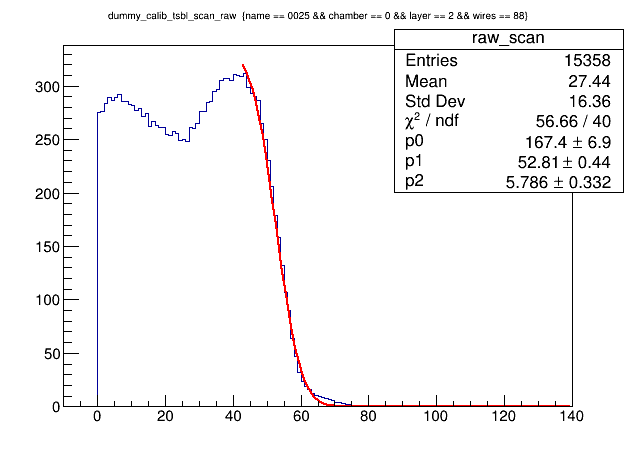 dummy_calib_tsbl_scan_raw {name == 0025 && chamber == 0 && layer == 2 && wires == 88}
raw_scan
Entries 15358
Mean 27.44
Std Dev 16.36
χ² / ndf 56.66 / 40
p0 167.4 ± 6.9
p1 52.81 ± 0.44
p2 5.786 ± 0.332
300
250
200
150
100
50
0
0 20 40 60 80 100 120 140